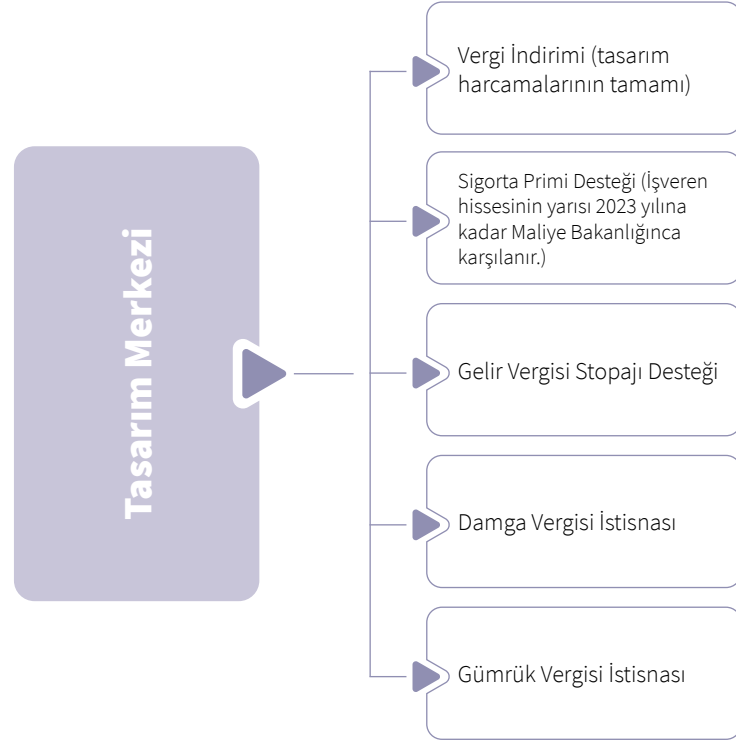 Tasarım Merkezi
Vergi İndirimi (tasarım
harcamalarının tamamı)
Sigorta Primi Desteği (İşveren
hissesinin yarısı 2023 yılına
kadar Maliye Bakanlığınca
karşılanır.)
Gelir Vergisi Stopajı Desteği
Damga Vergisi İstisnası
Gümrük Vergisi İstisnası